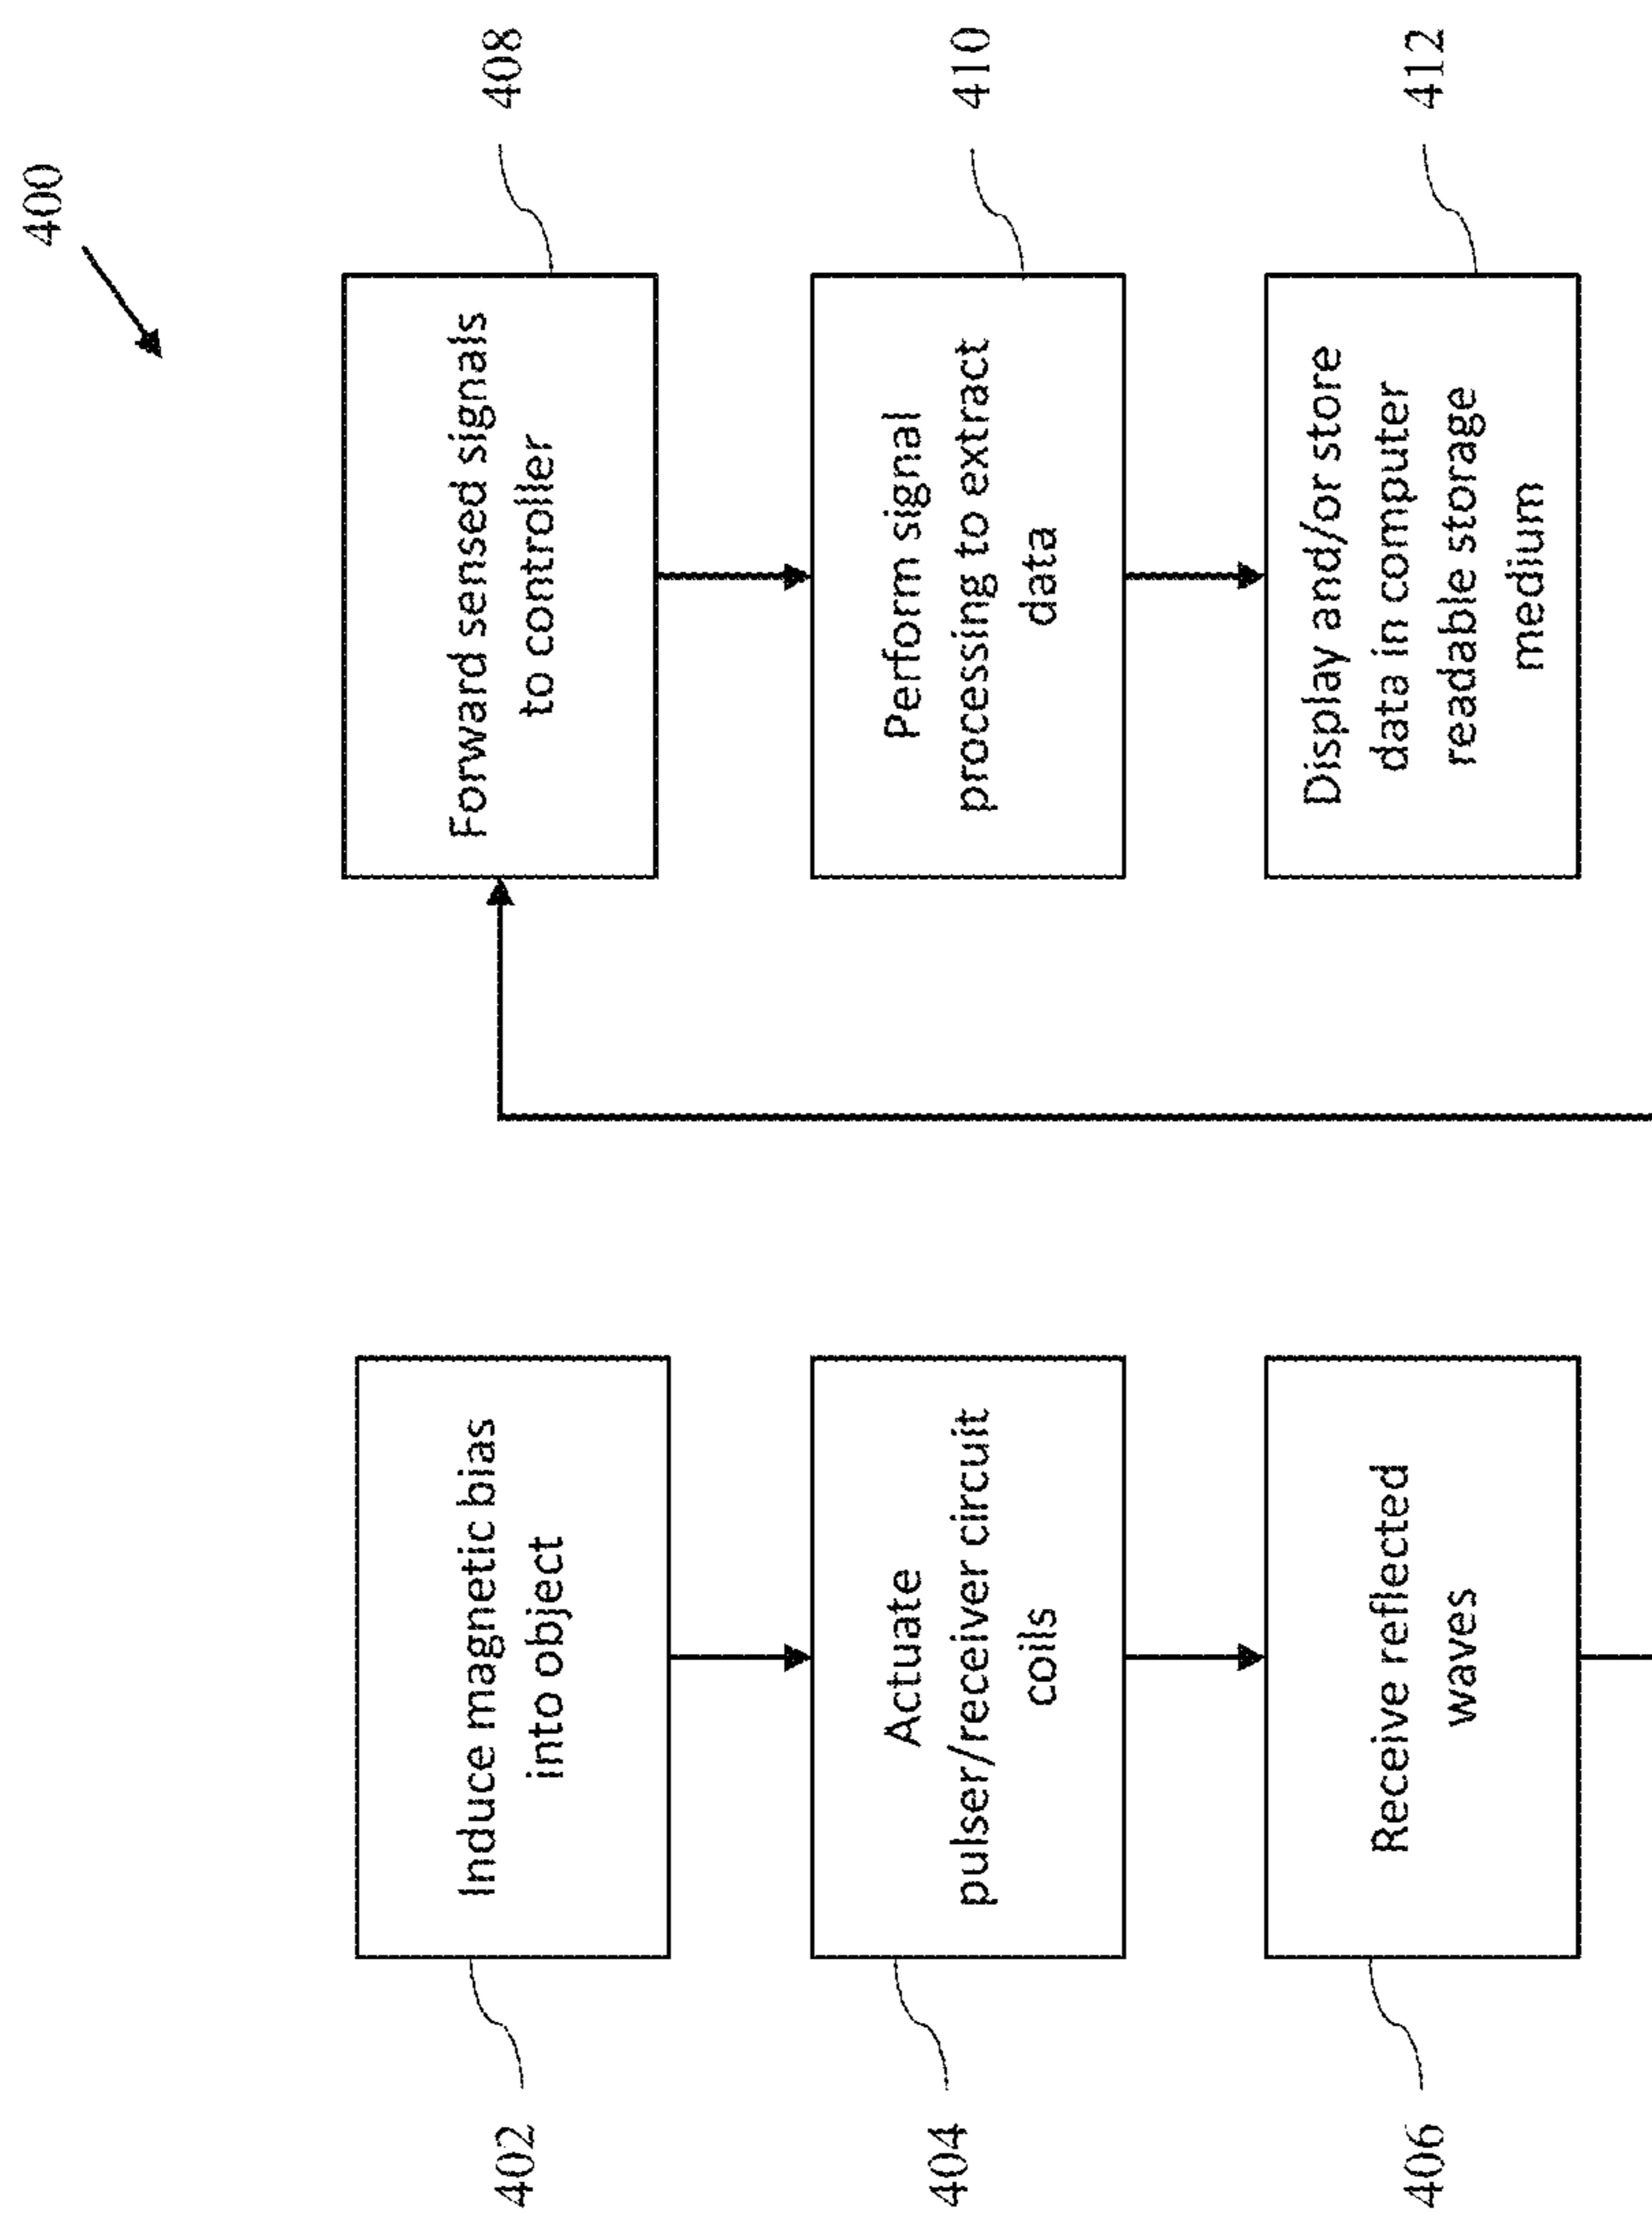 400
402
Induce magnetic bias
into object
404
Actuate
pulser/receiver circuit
coils
406
Receive reflected
waves
408
Forward sensed signals
to controller
410
Perform signal
processing to extract
data
412
Display and/or store
data in computer
readable storage
medium